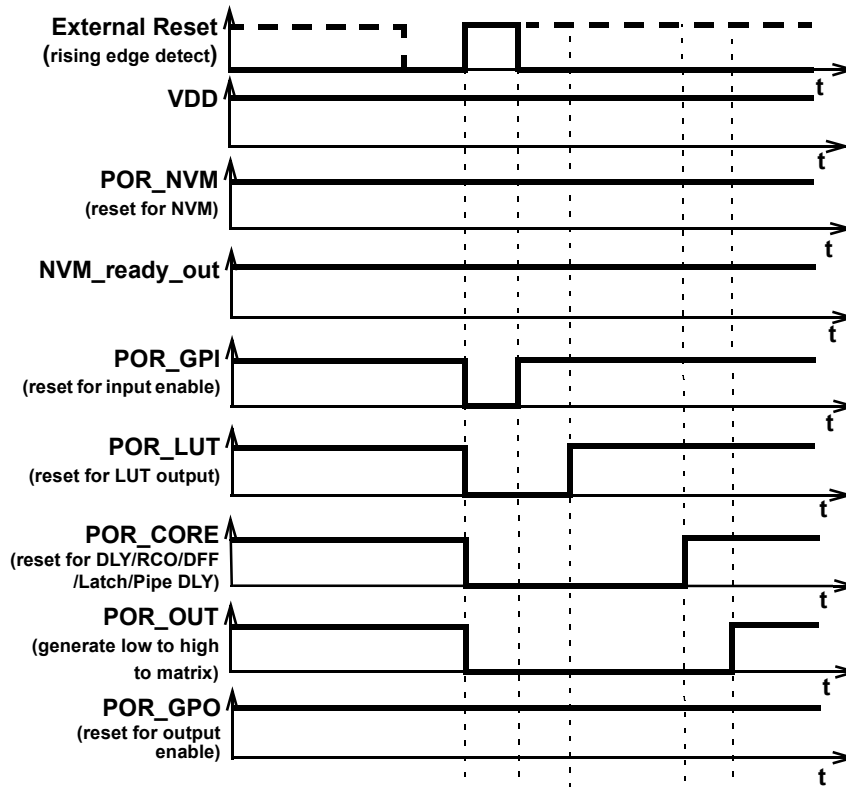 External Reset
(rising edge detect)
t
VDD
t
POR_NVM
(reset for NVM)
t
NVM_ready_out
t
POR_GPI
(reset for input enable)
t
POR_LUT
(reset for LUT output)
t
POR_CORE
(reset for DLY/RCO/DFF
/Latch/Pipe DLY)
t
POR_OUT
(generate low to high
to matrix)
t
POR_GPO
(reset for output
enable)
t